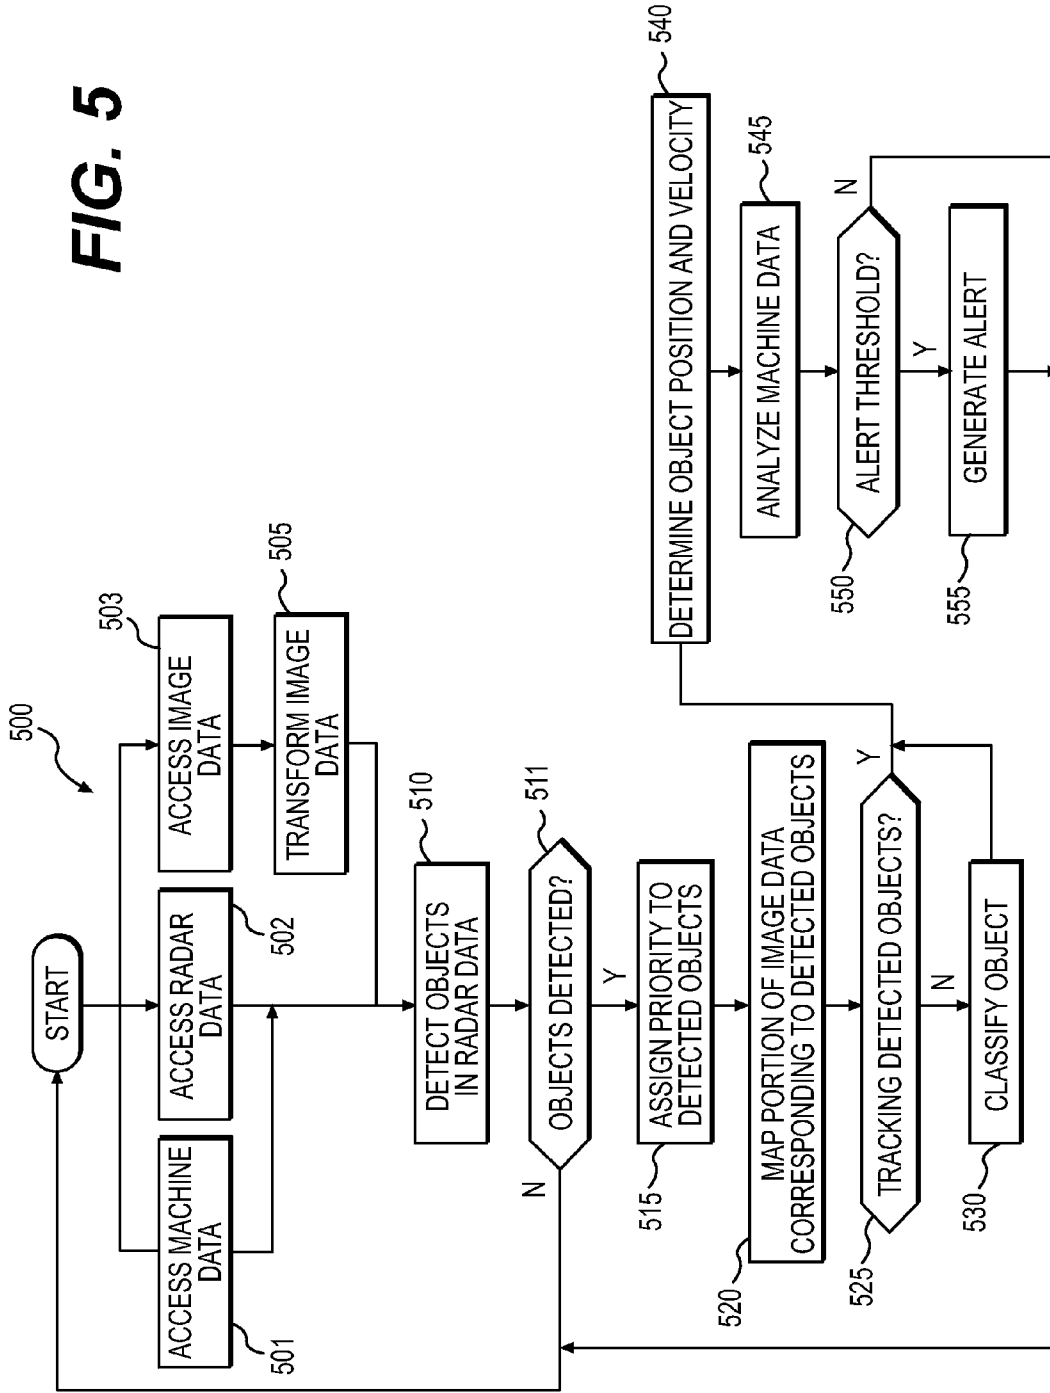 FIG. 5
500
START
ACCESS MACHINE
DATA
501
ACCESS RADAR
DATA
502
ACCESS IMAGE
DATA
503
TRANSFORM IMAGE
DATA
505
DETECT OBJECTS
IN RADAR DATA
510
OBJECTS DETECTED?
511
N
Y
ASSIGN PRIORITY TO
DETECTED OBJECTS
515
MAP PORTION OF IMAGE DATA
CORRESPONDING TO DETECTED OBJECTS
520
TRACKING DETECTED OBJECTS?
525
Y
N
CLASSIFY OBJECT
530
DETERMINE OBJECT POSITION AND VELOCITY
540
ANALYZE MACHINE DATA
545
ALERT THRESHOLD?
550
N
Y
GENERATE ALERT
555